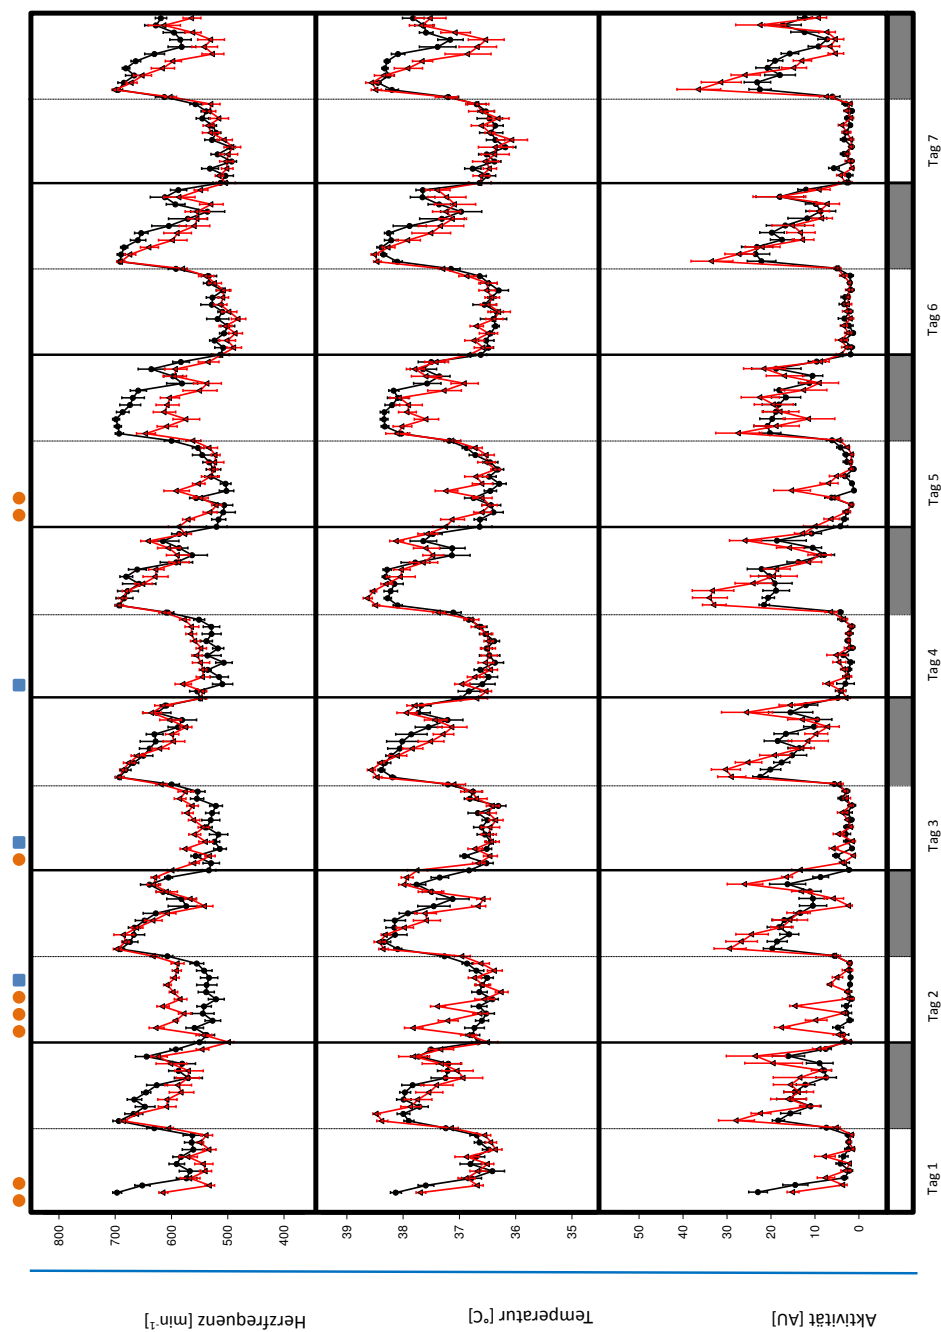 Herzfrequenz [min⁻¹]
800
700
600
500
400
Temperatur [°C]
39
38
37
36
35
Aktivität [AU]
50
40
30
20
10
0
Tag 1
Tag 2
Tag 3
Tag 4
Tag 5
Tag 6
Tag 7